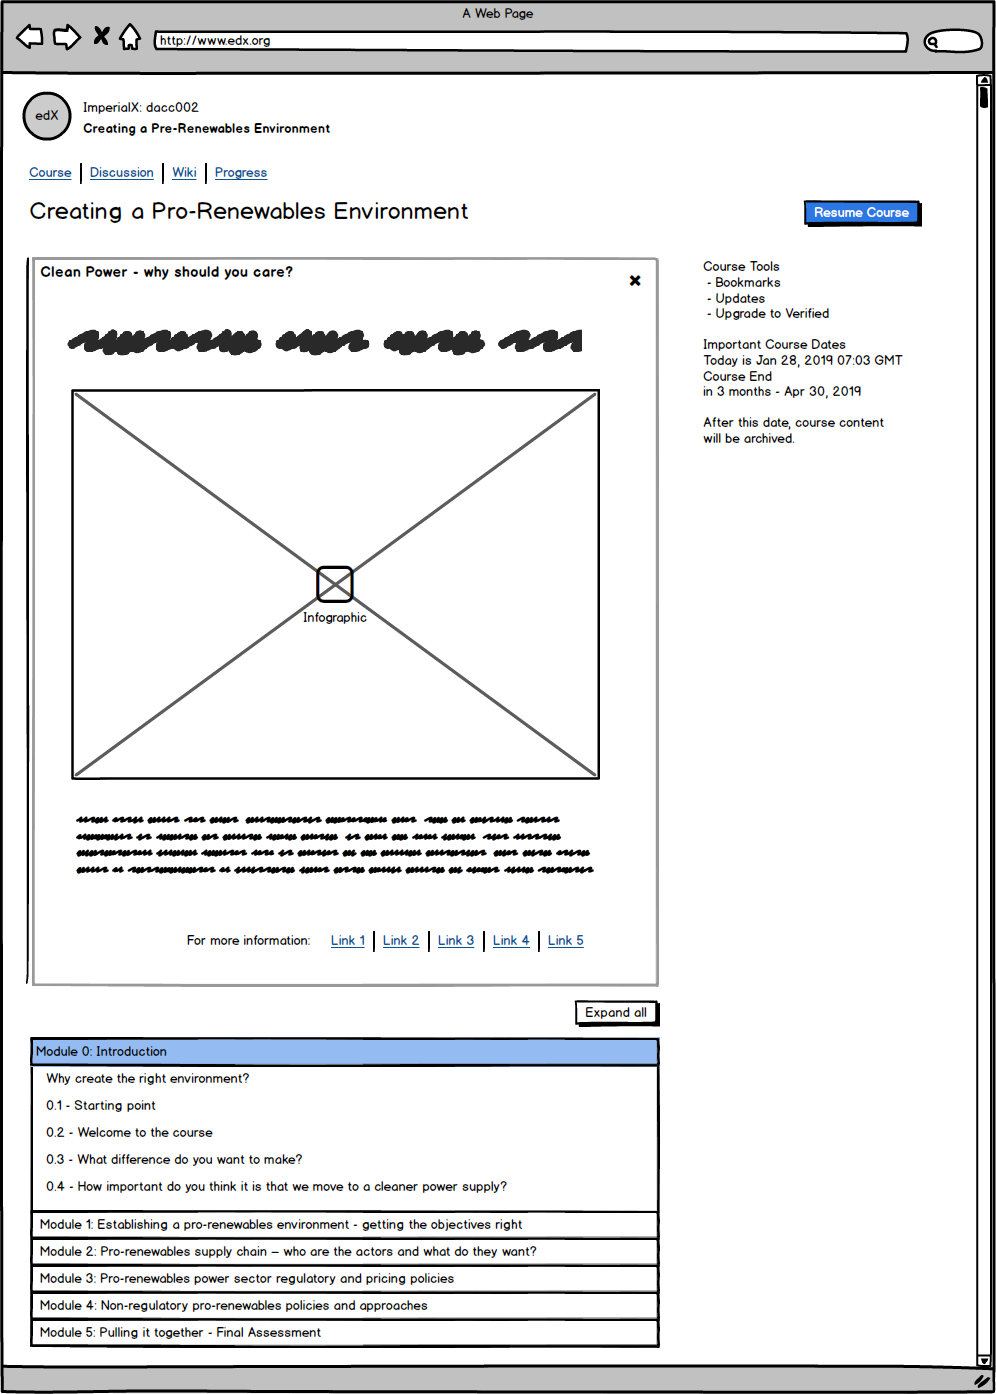 A Web Page
http://www.edx.org
edX
ImperialX: dacc002
Creating a Pre-Renewables Environment
Course
Discussion
Wiki
Progress
Creating a Pro-Renewables Environment
Resume Course
Clean Power - why should you care?
Infographic
For more information: Link 1 Link 2 Link 3 Link 4 Link 5
Course Tools
- Bookmarks
- Updates
- Upgrade to Verified
Important Course Dates
Today is Jan 28, 2019 07:03 GMT
Course End
in 3 months - Apr 30, 2019
After this date, course content
will be archived.
Expand all
Module 0: Introduction
Why create the right environment?
0.1 - Starting point
0.2 - Welcome to the course
0.3 - What difference do you want to make?
0.4 - How important do you think it is that we move to a cleaner power supply?
Module 1: Establishing a pro-renewables environment - getting the objectives right
Module 2: Pro-renewables supply chain – who are the actors and what do they want?
Module 3: Pro-renewables power sector regulatory and pricing policies
Module 4: Non-regulatory pro-renewables policies and approaches
Module 5: Pulling it together - Final Assessment